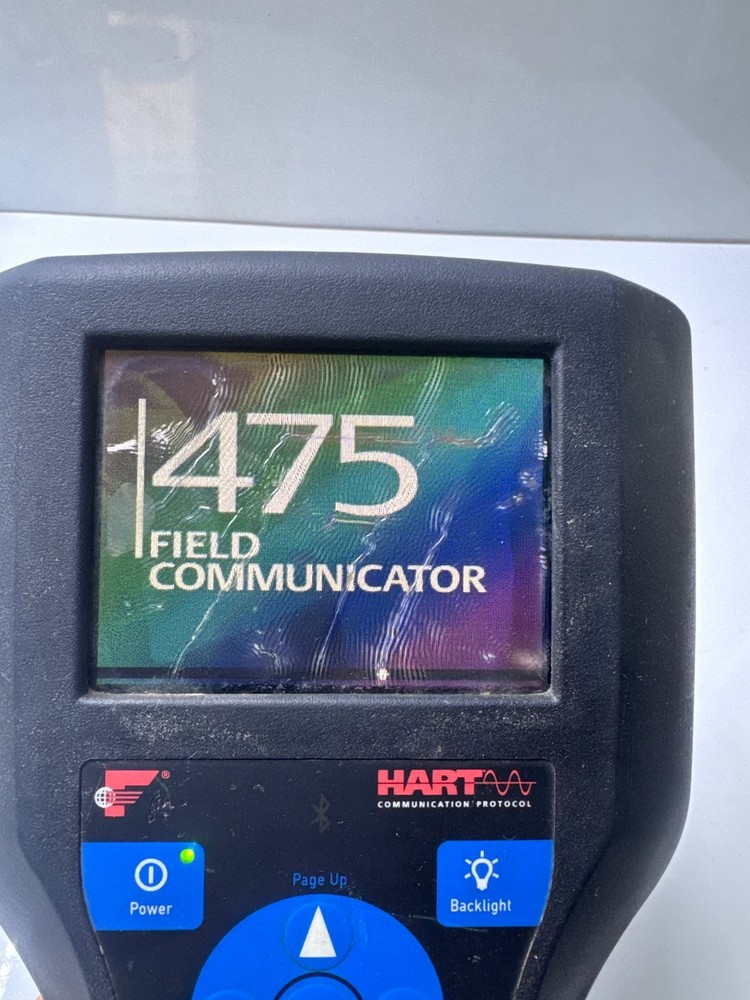 475
FIELD
COMMUNICATOR
F®
HART
COMMUNICATION PROTOCOL
Power
Page Up
Backlight